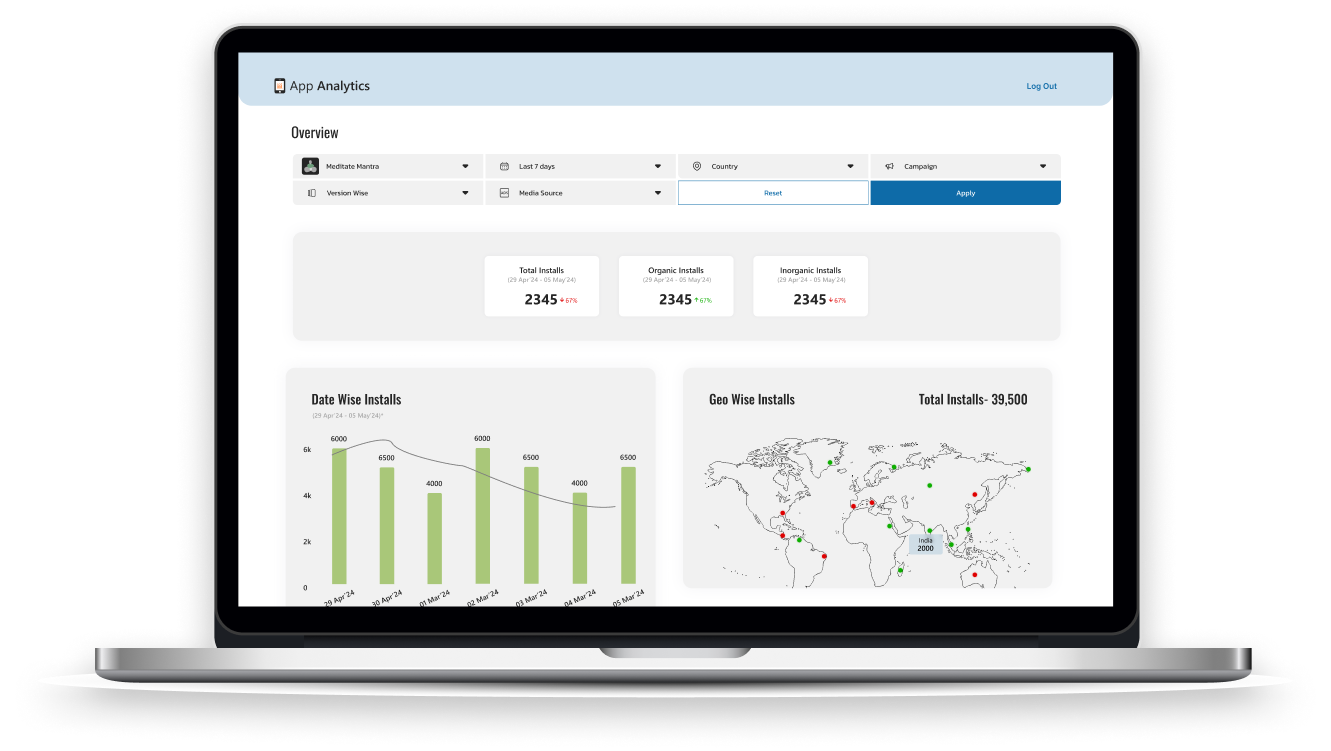 App Analytics
Log Out
Overview
Meditate Mantra
Last 7 days
Country
Campaign
Version Wise
Media Source
Reset
Apply
Total Installs
(29 Apr'24 - 05 May'24)
2345 67%
Organic Installs
(29 Apr'24 - 05 May'24)
2345 67%
Inorganic Installs
(29 Apr'24 - 05 May'24)
2345 67%
Date Wise Installs
(29 Apr'24 - 05 May'24)*
6k
4k
2k
0
6000
6500
4000
6000
6500
4000
6500
29 Apr'24
30 Apr'24
01 Mar'24
02 Mar'24
03 Mar'24
04 Mar'24
05 Mar'24
Geo Wise Installs
Total Installs- 39,500
India
2000